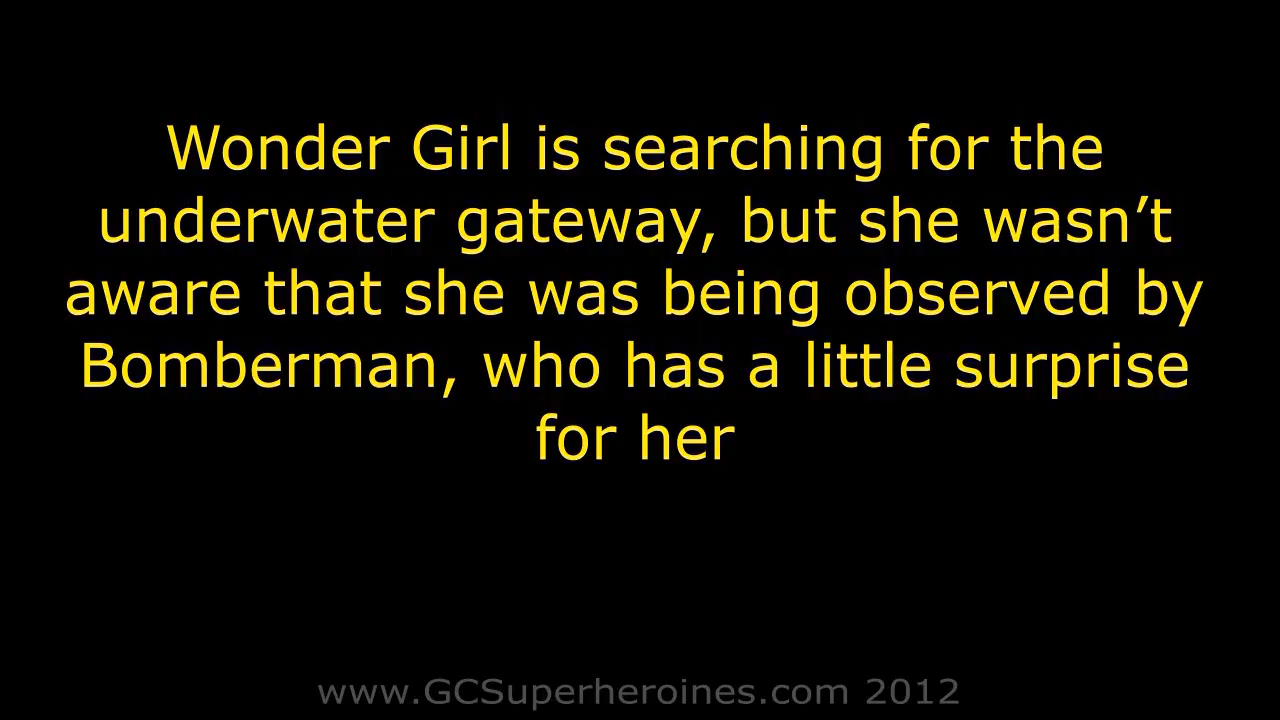 Wonder Girl is searching for the
underwater gateway, but she wasn’t
aware that she was being observed by
Bomberman, who has a little surprise
for her
www.GCSuperheroines.com 2012